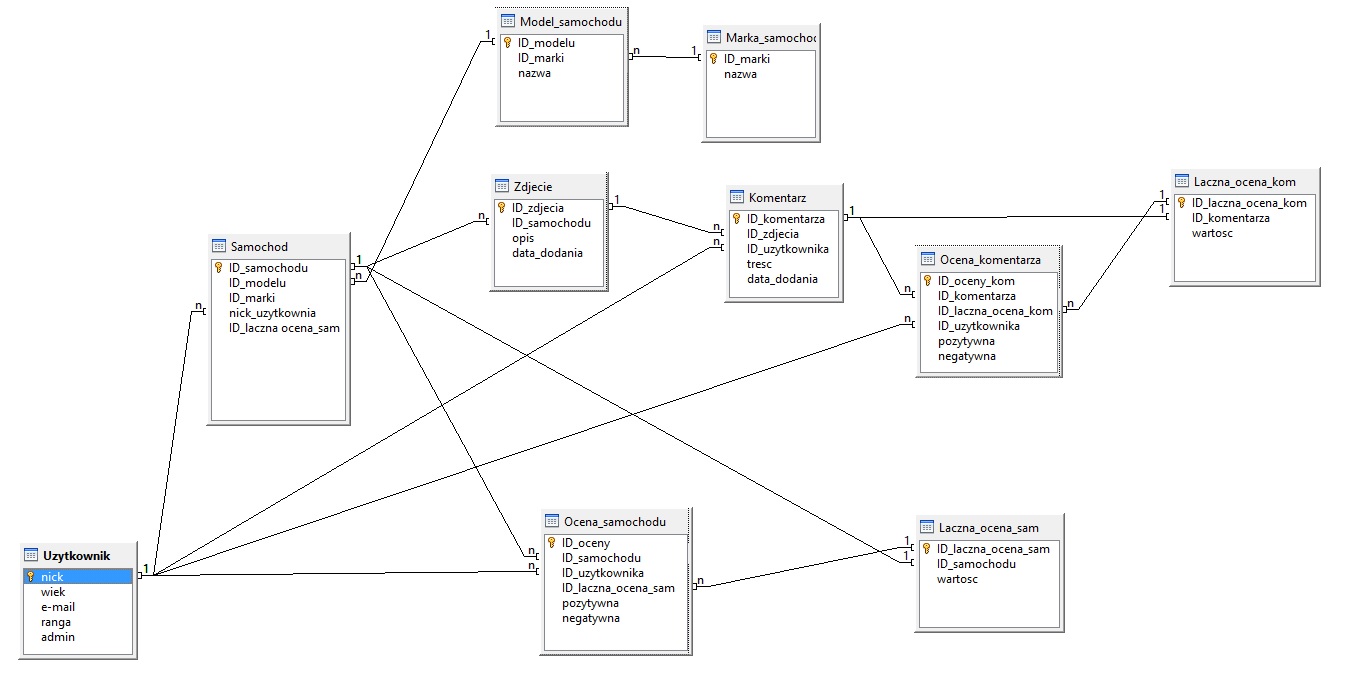 Model_samochodu
ID_modelu
ID_marki
nazwa
Marka_samochoc
ID_marki
nazwa
1
n
1
Zdjecie
ID_zdjecia
ID_samochodu
opis
data_dodania
n
1
Komentarz
ID_komentarza
ID_zdjecia
ID_uzytkownika
tresc
data_dodania
n
n
1
Laczna_ocena_kom
ID_laczna_ocena_kom
ID_komentarza
wartosc
1
1
Samochod
ID_samochodu
ID_modelu
ID_marki
nick_uzytkownia
ID_laczna ocena_sam
n
1
n
Ocena_komentarza
ID_oceny_kom
ID_komentarza
ID_laczna_ocena_kom
ID_uzytkownika
pozytywna
negatywna
n
n
n
Uzytkownik
nick
wiek
e-mail
ranga
admin
1
Ocena_samochodu
ID_oceny
ID_samochodu
ID_uzytkownika
ID_laczna_ocena_sam
pozytywna
negatywna
n
n
n
Laczna_ocena_sam
ID_laczna_ocena_sam
ID_samochodu
wartosc
1
1